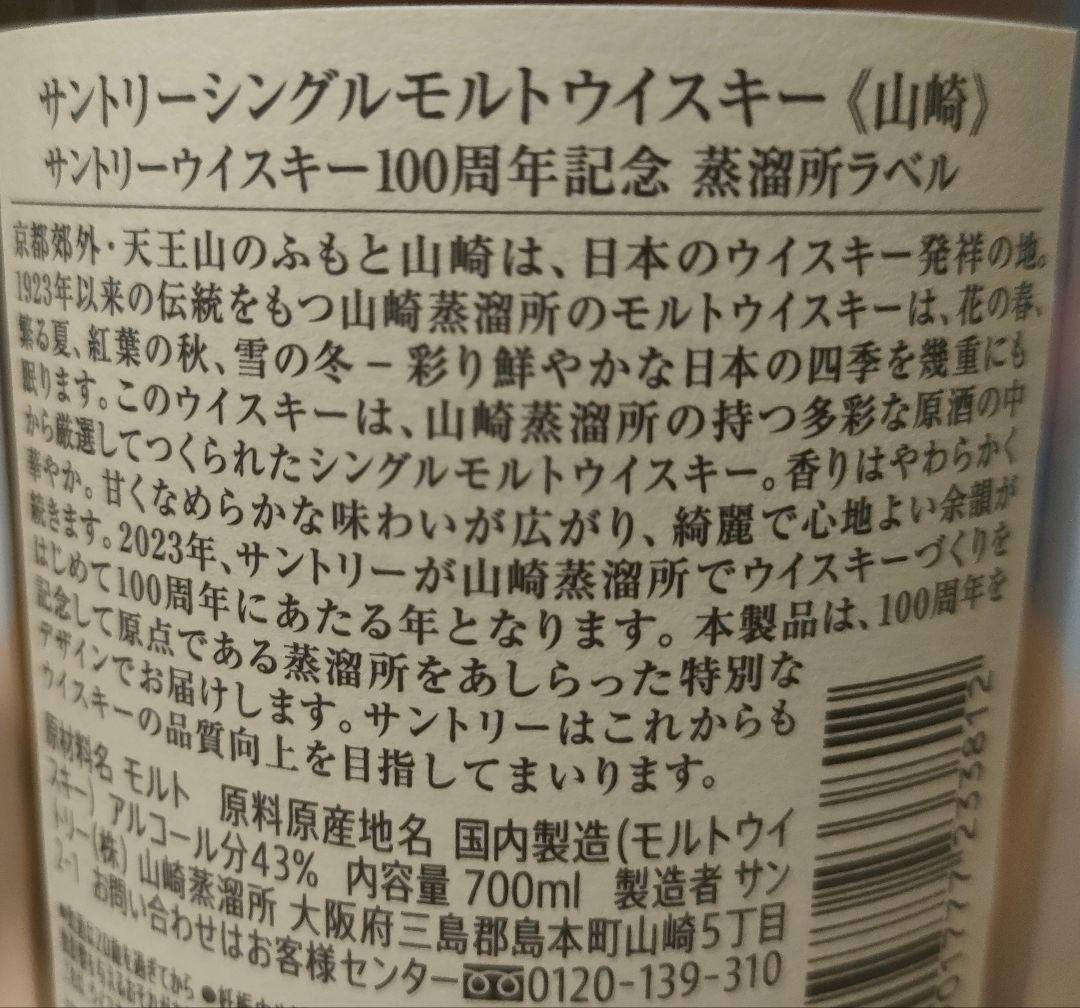 サントリーシングルモルトウイスキー《山崎》
サントリーウイスキー100周年記念 蒸溜所ラベル
京都郊外・天王山のふもと山崎は、日本のウイスキー発祥の地。
1923年以来の伝統をもつ山崎蒸溜所のモルトウイスキーは、花の春、
繁る夏、紅葉の秋、雪の冬－彩り鮮やかな日本の四季を幾重にも
眠ります。このウイスキーは、山崎蒸溜所の持つ多彩な原酒の中
から厳選してつくられたシングルモルトウイスキー。香りはやわらかく
華やか。甘くなめらかな味わいが広がり、綺麗で心地よい余韻が
続きます。2023年、サントリーが山崎蒸溜所でウイスキーづくりを
はじめて100周年にあたる年となります。本製品は、100周年を
記念して原点である蒸溜所をあしらった特別な
デザインでお届けします。サントリーはこれからも
ウイスキーの品質向上を目指してまいります。
原材料名 モルト 原料原産地名 国内製造(モルトウイ
スキー) アルコール分43% 内容量 700ml 製造者 サン
トリー(株) 山崎蒸溜所 大阪府三島郡島本町山崎5丁目
2-1 お問い合わせはお客様センター 0120-139-310
●飲酒は20歳を過ぎてから